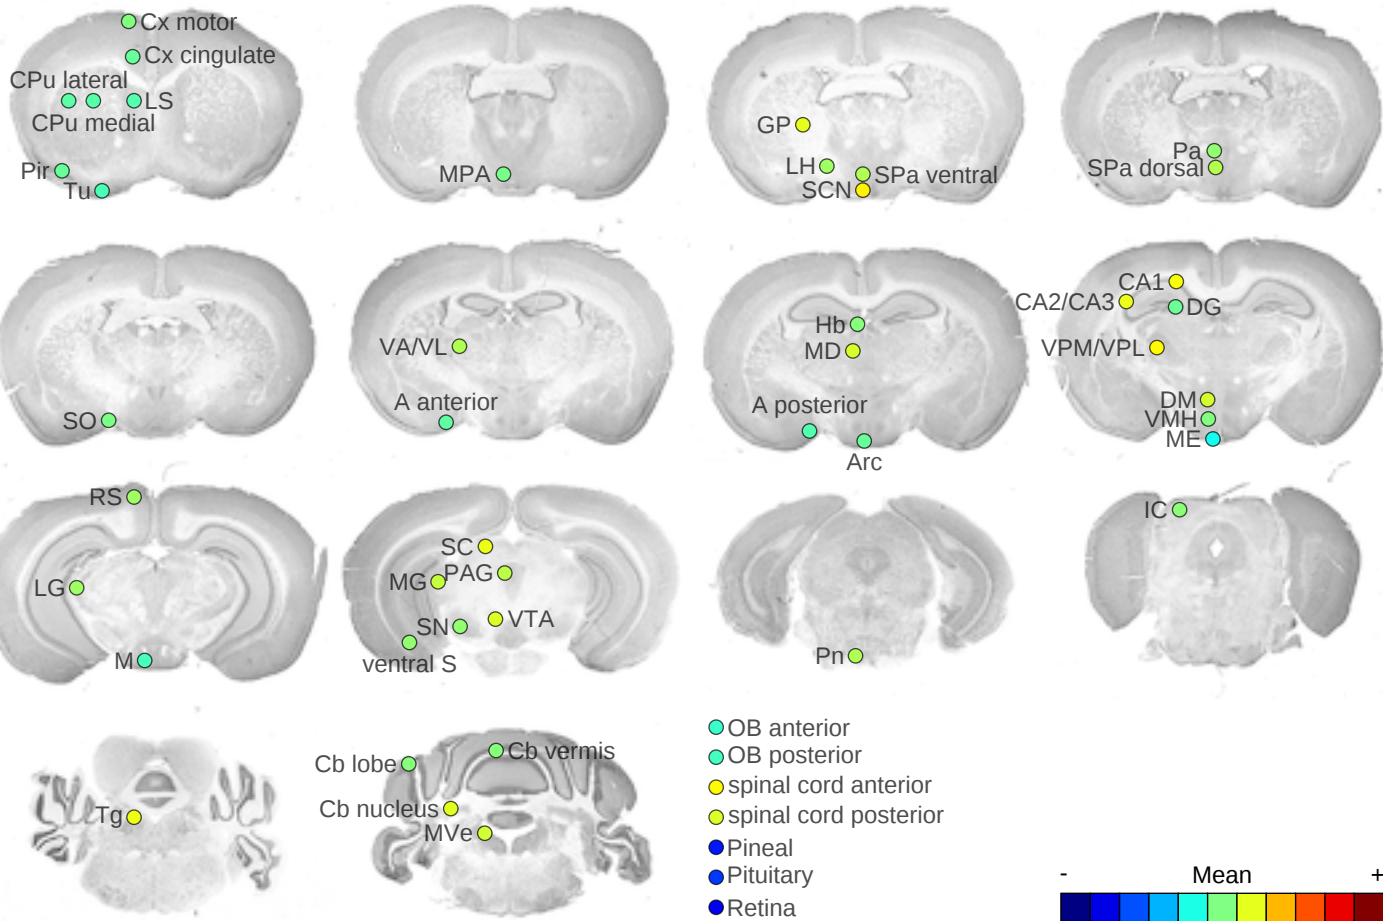 Cx motor
Cx cingulate
CPu lateral
LS
CPu medial
Pir
Tu
MPA
GP
LH
SPa ventral
SCN
Pa
SPa dorsal
SO
VA/VL
A anterior
Hb
MD
A posterior
Arc
CA1
CA2/CA3
DG
VPM/VPL
DM
VMH
ME
RS
LG
M
SC
MG
PAG
SN
VTA
ventral S
Pn
IC
Tg
Cb lobe
Cb vermis
Cb nucleus
MVe
OB anterior
OB posterior
spinal cord anterior
spinal cord posterior
Pineal
Pituitary
Retina
- Mean +